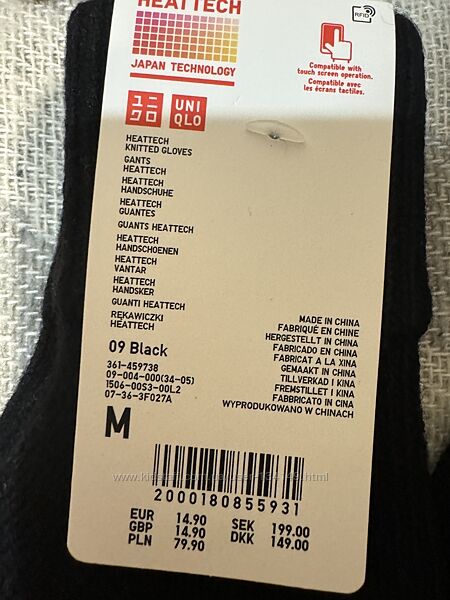 HEATTECH
JAPAN TECHNOLOGY
RFID
Compatible with
touch screen operation.
Compatible avec
les écrans tactiles.
ユニ
クロ
UNI
QLO
HEATTECH
KNITTED GLOVES
GANTS
HEATTECH
HEATTECH
HANDSCHUHE
HEATTECH
GUANTES
GUANTS HEATTECH
HEATTECH
HANDSCHOENEN
HEATTECH
VANTAR
HEATTECH
HANDSKER
GUANTI HEATTECH
RĘKAWICZKI
HEATTECH
MADE IN CHINA
FABRIQUÉ EN CHINE
HERGESTELLT IN CHINA
FABRICADO EN CHINA
FABRICAT A LA XINA
GEMAAKT IN CHINA
TILLVERKAD I KINA
FREMSTILLET I KINA
FABBRICATO IN CINA
WYPRODUKOWANO W CHINACH
09 Black
361-459738
09-004-000(34-05)
1506-00S3-00L2
07-36-3F027A
M
2000180855931
EUR 14.90 SEK 199.00
GBP 14.90 DKK 149.00
PLN 79.90